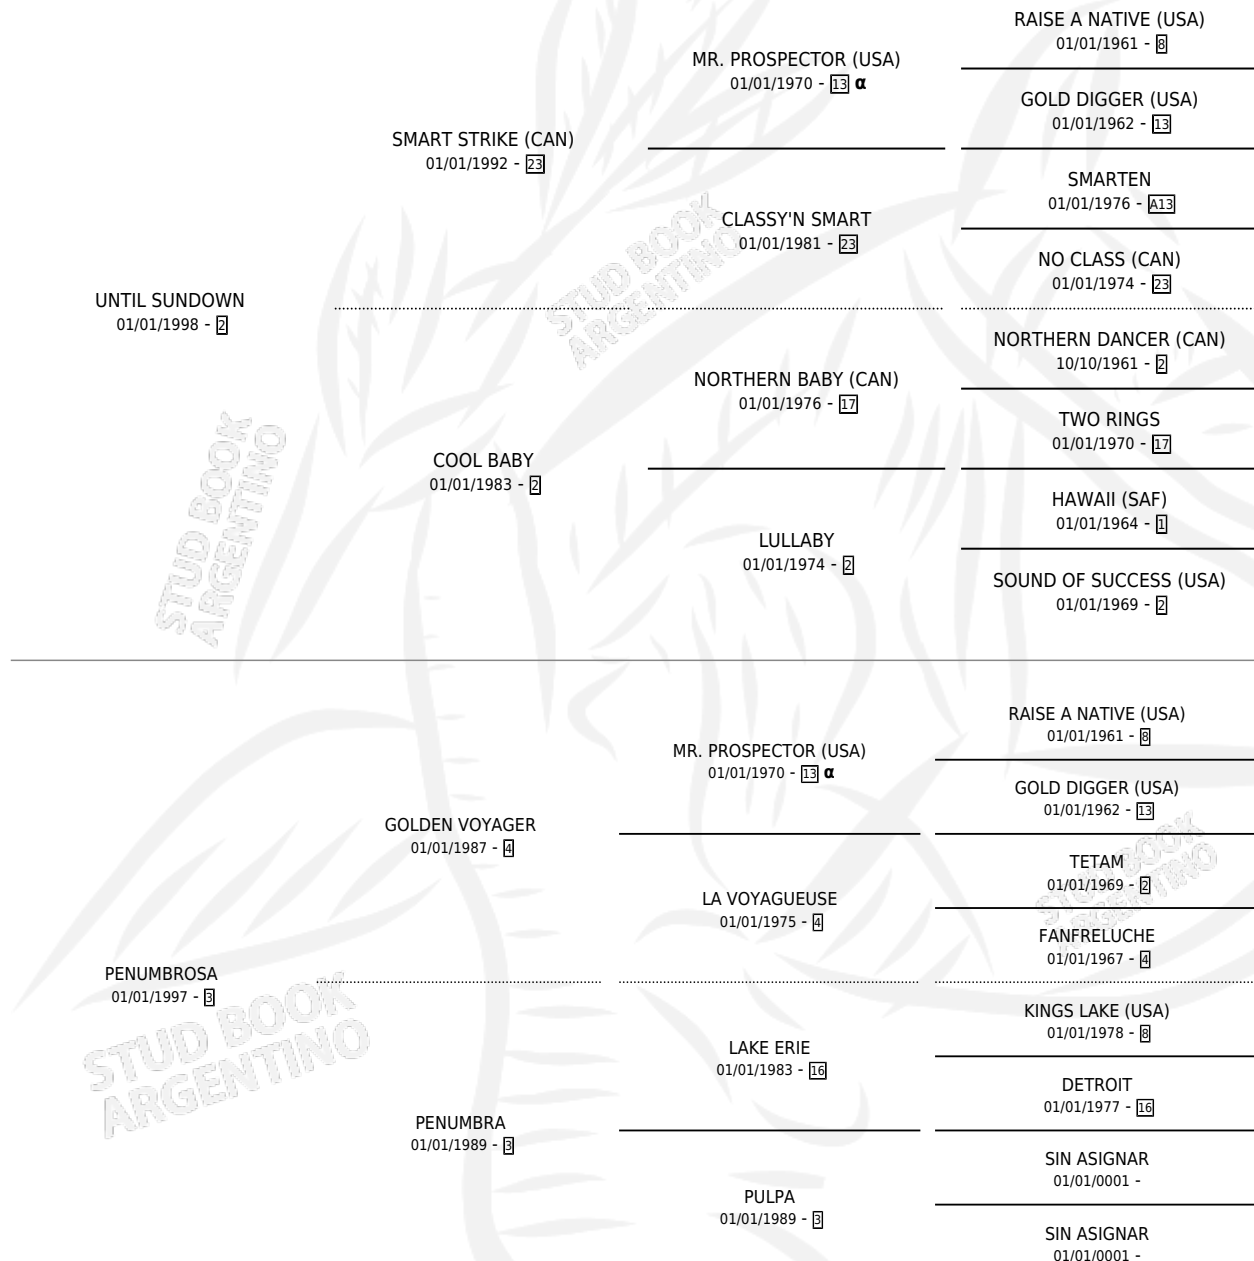 RAISE A NATIVE (USA)
01/01/1961 - 8
MR. PROSPECTOR (USA)
01/01/1970 - 13 α
GOLD DIGGER (USA)
01/01/1962 - 13
SMART STRIKE (CAN)
01/01/1992 - 23
SMARTEN
01/01/1976 - A13
CLASSY'N SMART
01/01/1981 - 23
NO CLASS (CAN)
01/01/1974 - 23
UNTIL SUNDOWN
01/01/1998 - 2
NORTHERN DANCER (CAN)
10/10/1961 - 2
NORTHERN BABY (CAN)
01/01/1976 - 17
TWO RINGS
01/01/1970 - 17
COOL BABY
01/01/1983 - 2
HAWAII (SAF)
01/01/1964 - 1
LULLABY
01/01/1974 - 2
SOUND OF SUCCESS (USA)
01/01/1969 - 2
RAISE A NATIVE (USA)
01/01/1961 - 8
MR. PROSPECTOR (USA)
01/01/1970 - 13 α
GOLD DIGGER (USA)
01/01/1962 - 13
GOLDEN VOYAGER
01/01/1987 - 4
TETAM
01/01/1969 - 2
LA VOYAGUEUSE
01/01/1975 - 4
FANFRELUCHE
01/01/1967 - 4
PENUMBROSA
01/01/1997 - 3
KINGS LAKE (USA)
01/01/1978 - 8
LAKE ERIE
01/01/1983 - 16
DETROIT
01/01/1977 - 16
PENUMBRA
01/01/1989 - 3
SIN ASIGNAR
01/01/0001 -
PULPA
01/01/1989 - 3
SIN ASIGNAR
01/01/0001 -
STUD BOOK
ARGENTINO
STUD BOOK
ARGENTINO
STUD BOOK
ARGENTINO
STUD BOOK
ARGENTINO